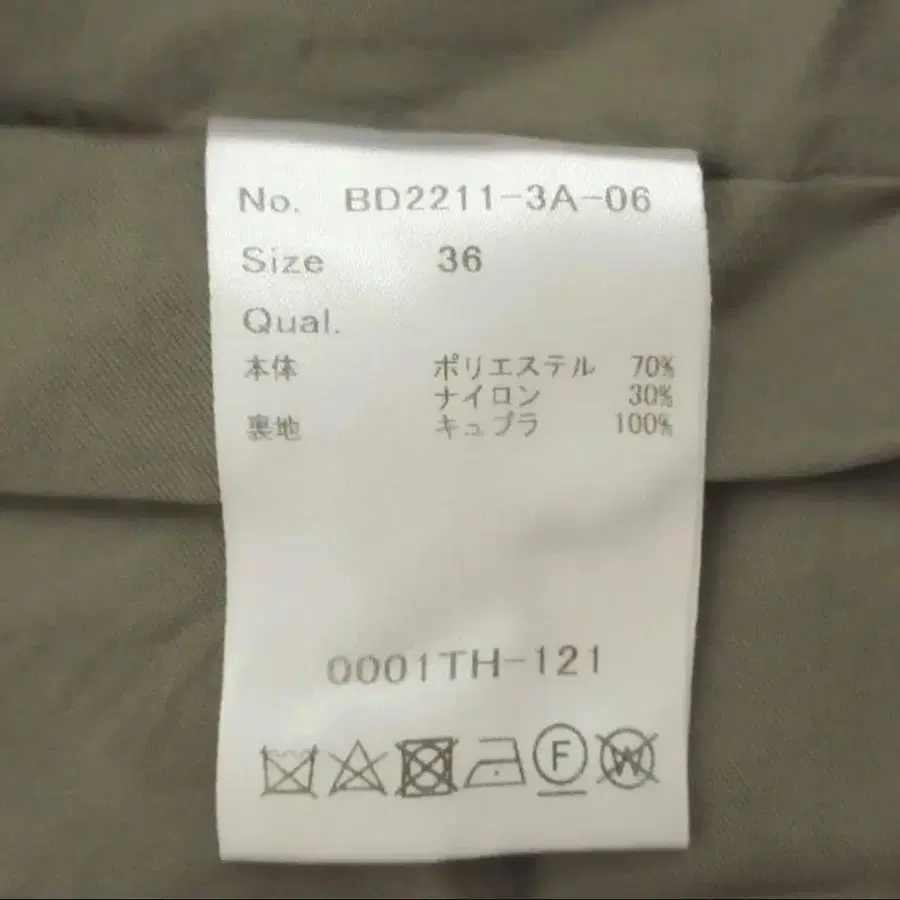 No. BD2211-3A-06
Size 36
Qual.
本体 ポリエステル 70%
ナイロン 30%
裏地 キュプラ 100%
0001TH-121
F W